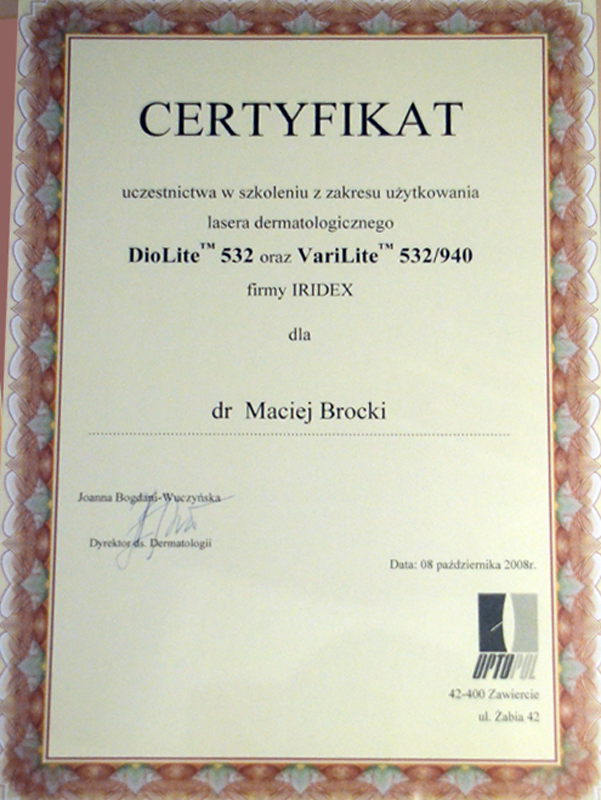 CERTYFIKAT
uczestnictwa w szkoleniu z zakresu użytkowania
lasera dermatologicznego
DioLite™ 532 oraz VariLite™ 532/940
firmy IRIDEX
dla
dr Maciej Brocki
Joanna Bogdani-Wuczyńska
Dyrektor ds. Dermatologii
Data: 08 października 2008r.
OPTOPOL
42-400 Zawiercie
ul. Żabia 42